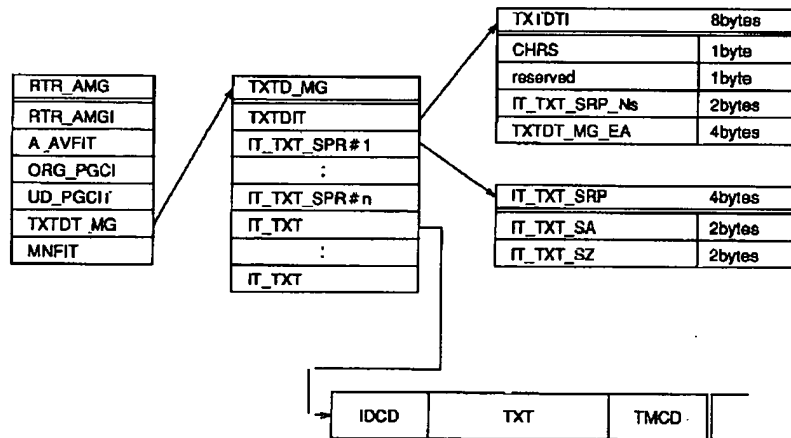 RTR_AMG
RTR_AMGI
A_AVFIT
ORG_PGCI
UD_PGCIT
TXTDT_MG
MNFIT
TXTD_MG
TXTDIT
IT_TXT_SPR#1
:
IT_TXT_SPR#n
IT_TXT
:
IT_TXT
TXTDTI 8bytes
CHRS 1byte
reserved 1byte
IT_TXT_SRP_Ns 2bytes
TXTDT_MG_EA 4bytes
IT_TXT_SRP 4bytes
IT_TXT_SA 2bytes
IT_TXT_SZ 2bytes
IDCD TXT TMCD